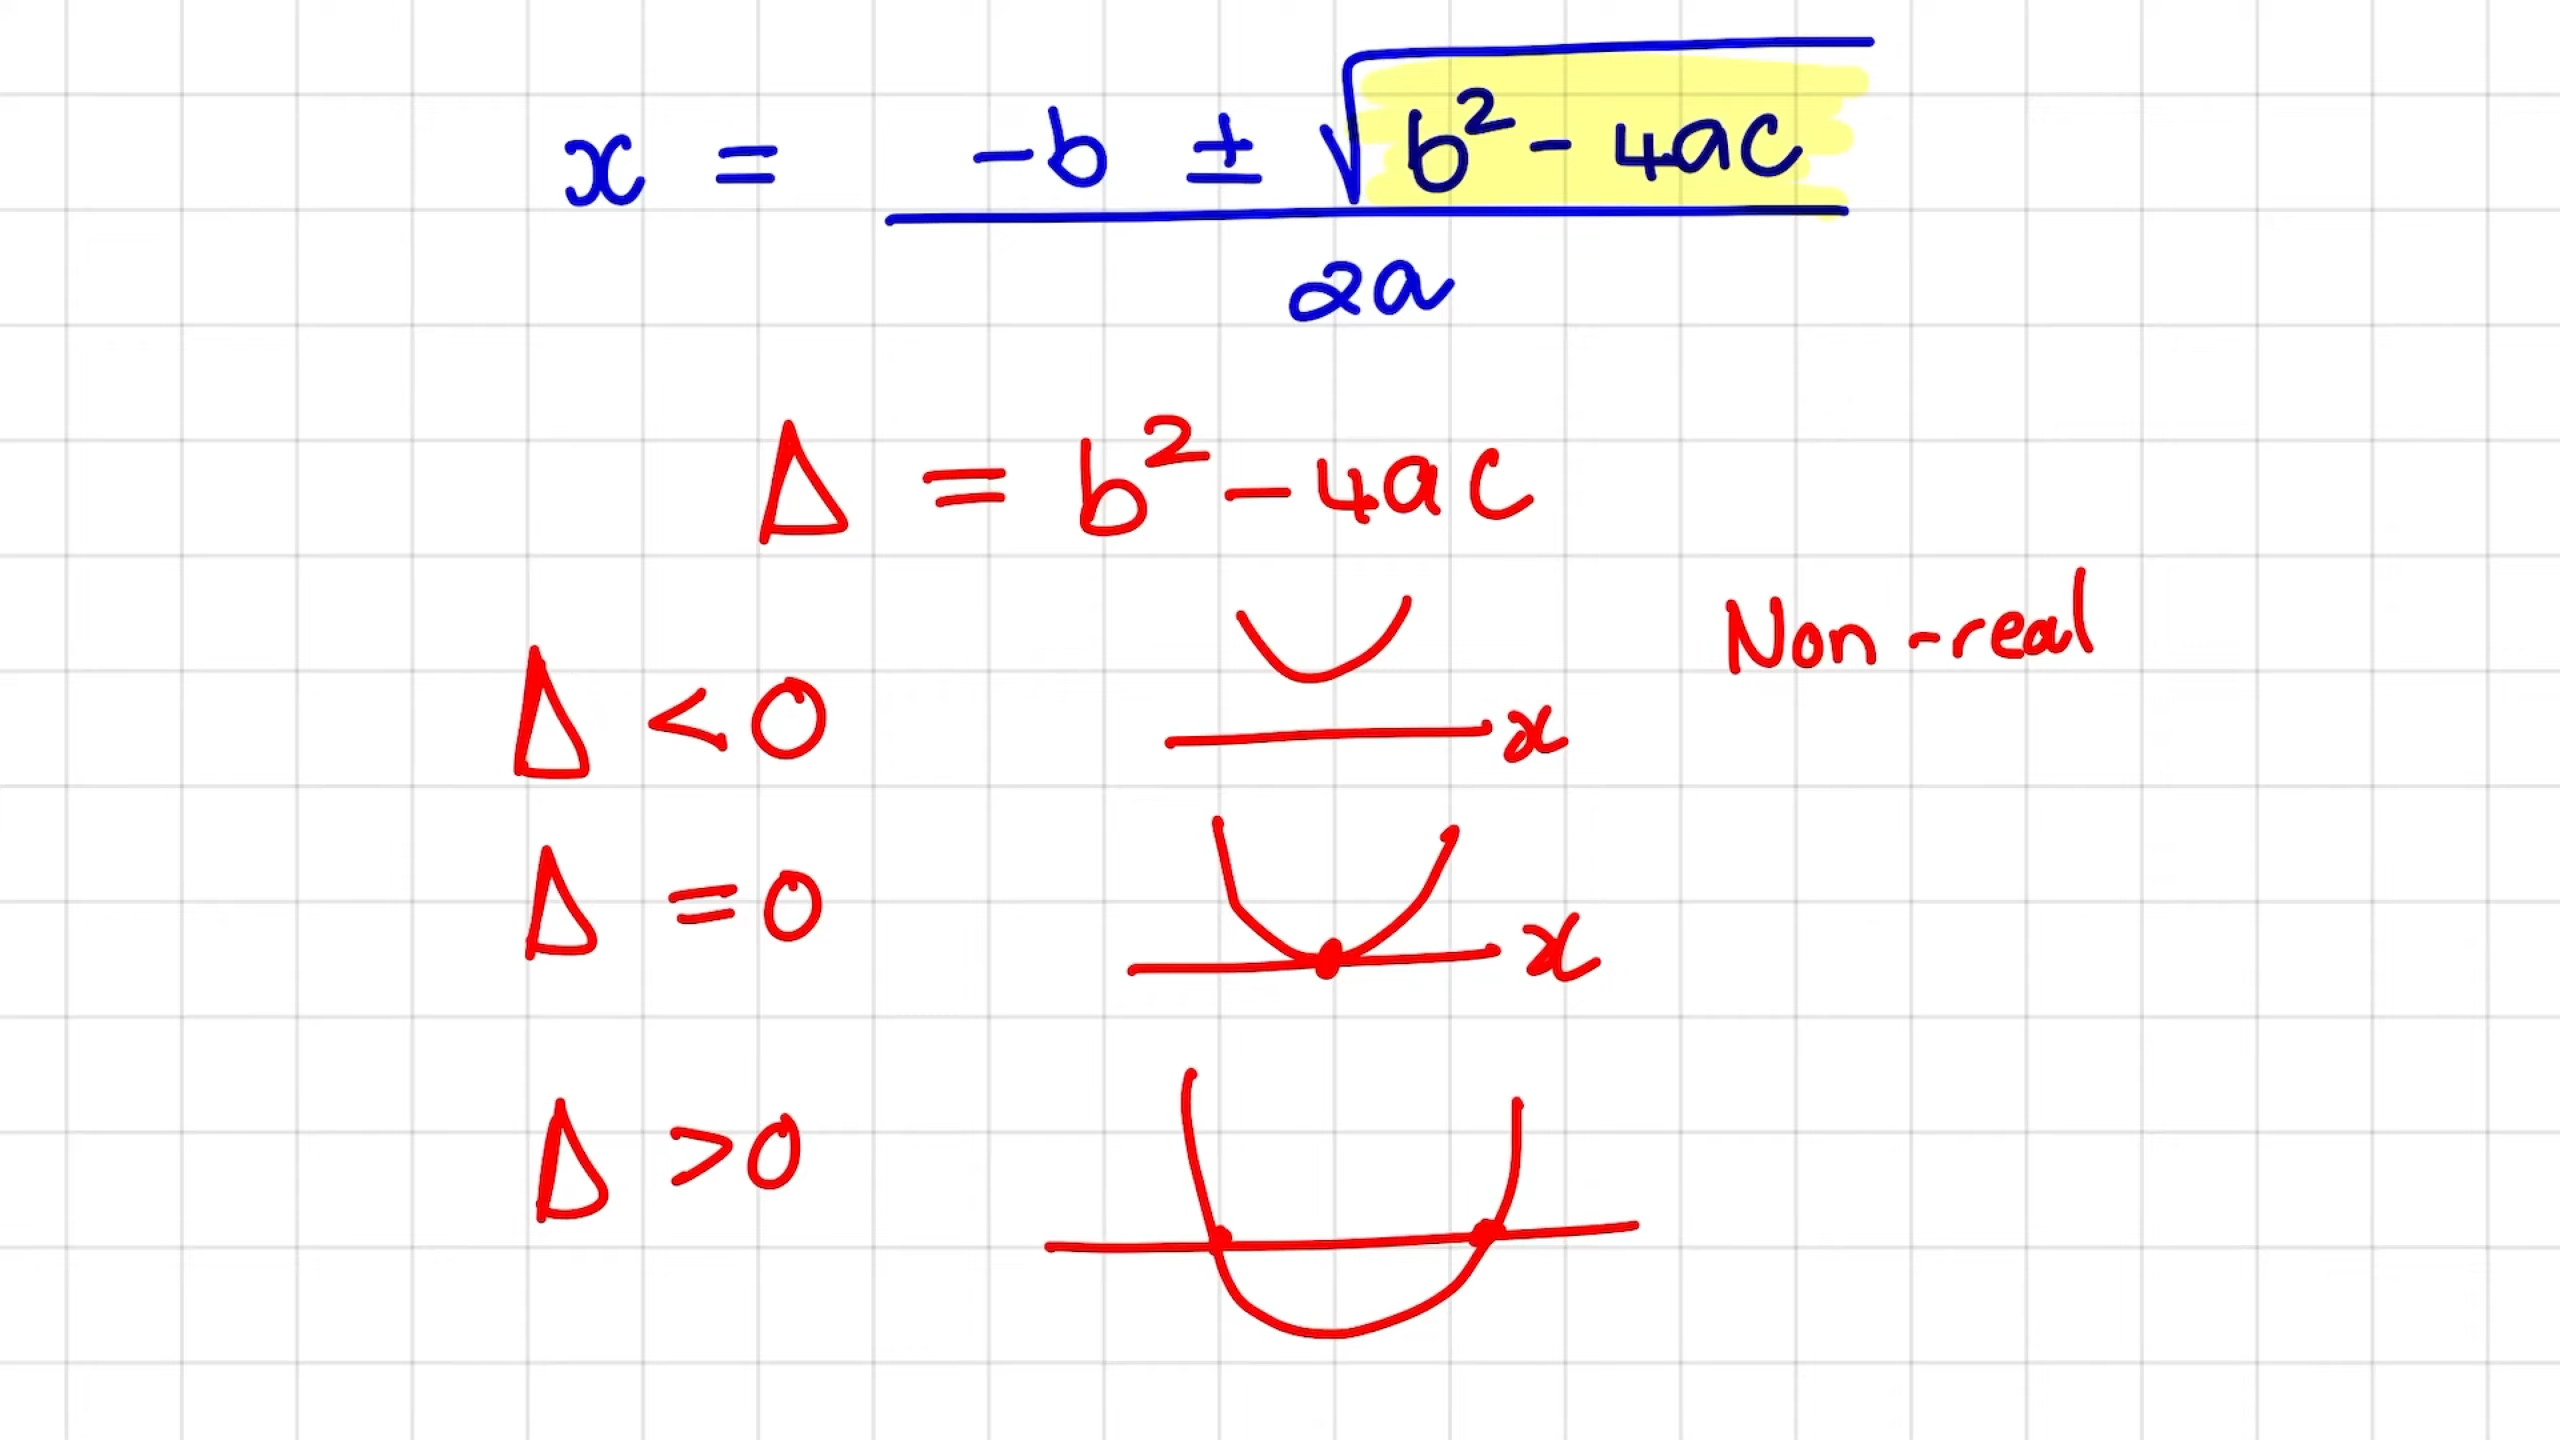 x = -b ± √b² - 4ac
2a
Δ = b² - 4ac
Non-real
Δ < 0
x
Δ = 0
x
Δ > 0